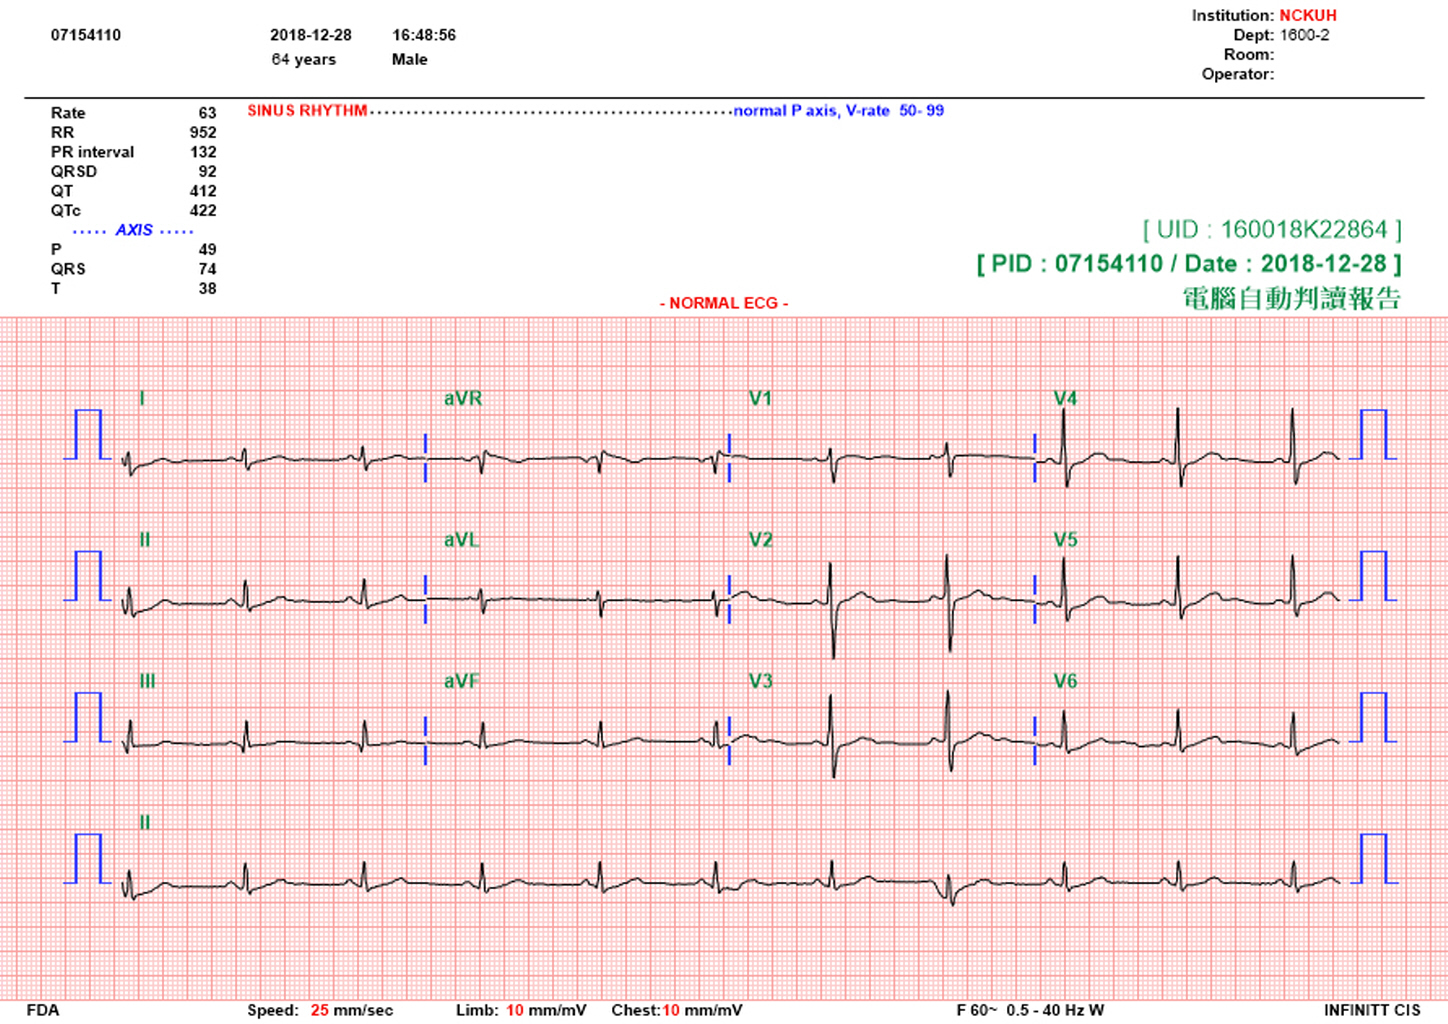 Institution: NCKUH
07154110 2018-12-28 16:48:56 Dept: 1600-2
64 years Male Room:
Operator:
Rate 63 SINUS RHYTHM normal P axis, V-rate 50- 99
RR 952
PR interval 132
QRSD 92
QT 412
QTc 422
..... AXIS .....
P 49
QRS 74
T 38
[ UID : 160018K22864 ]
[ PID : 07154110 / Date : 2018-12-28 ]
電腦自動判讀報告
- NORMAL ECG -
I aVR V1 V4
II aVL V2 V5
III aVF V3 V6
II
FDA Speed: 25 mm/sec Limb: 10 mm/mV Chest:10 mm/mV F 60~ 0.5 - 40 Hz W INFINITT CIS